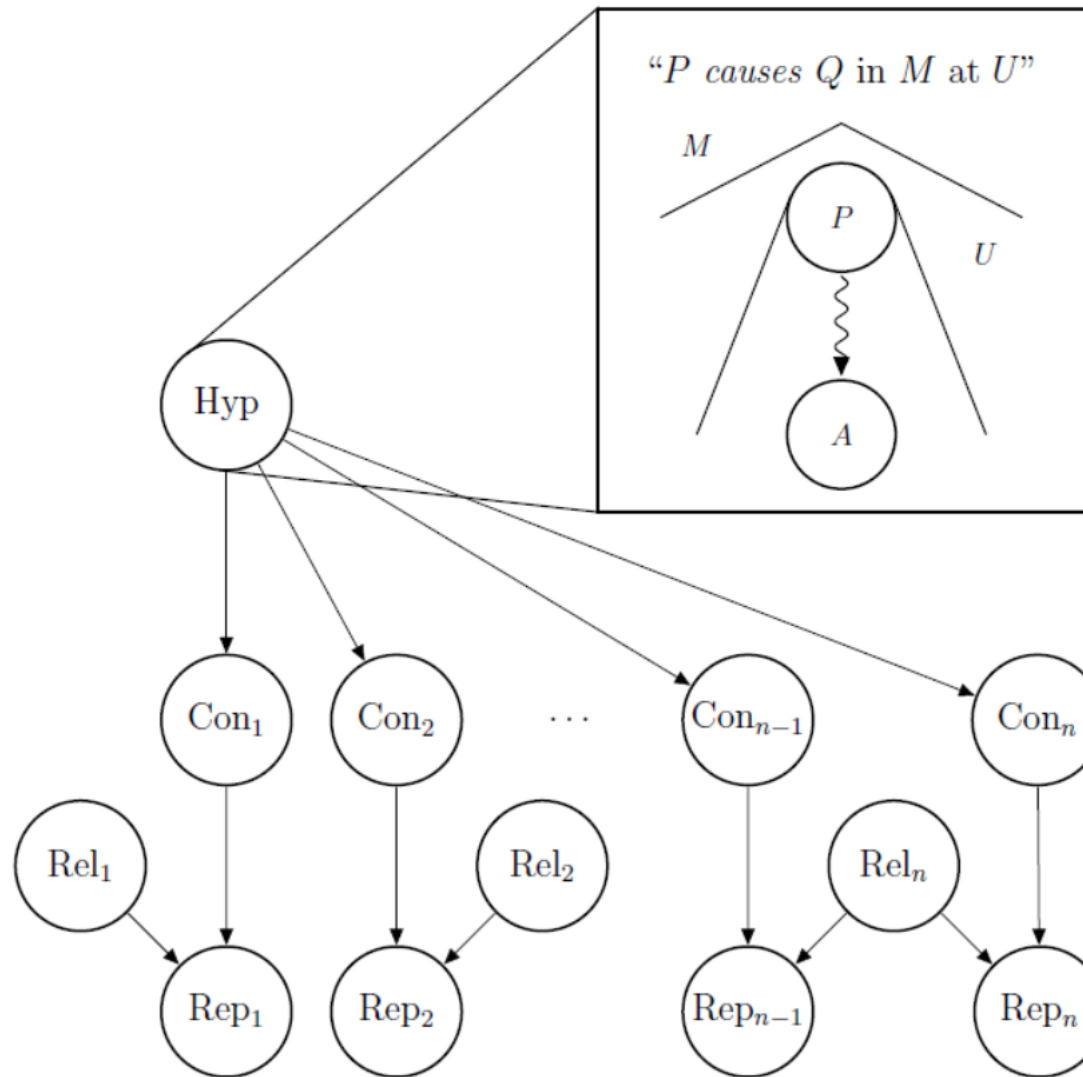 “P causes Q in M at U”
M
P
U
Hyp
A
Con₁
Con₂
...
Conₙ₋₁
Conₙ
Rel₁
Rel₂
Relₙ
Rep₁
Rep₂
Repₙ₋₁
Repₙ